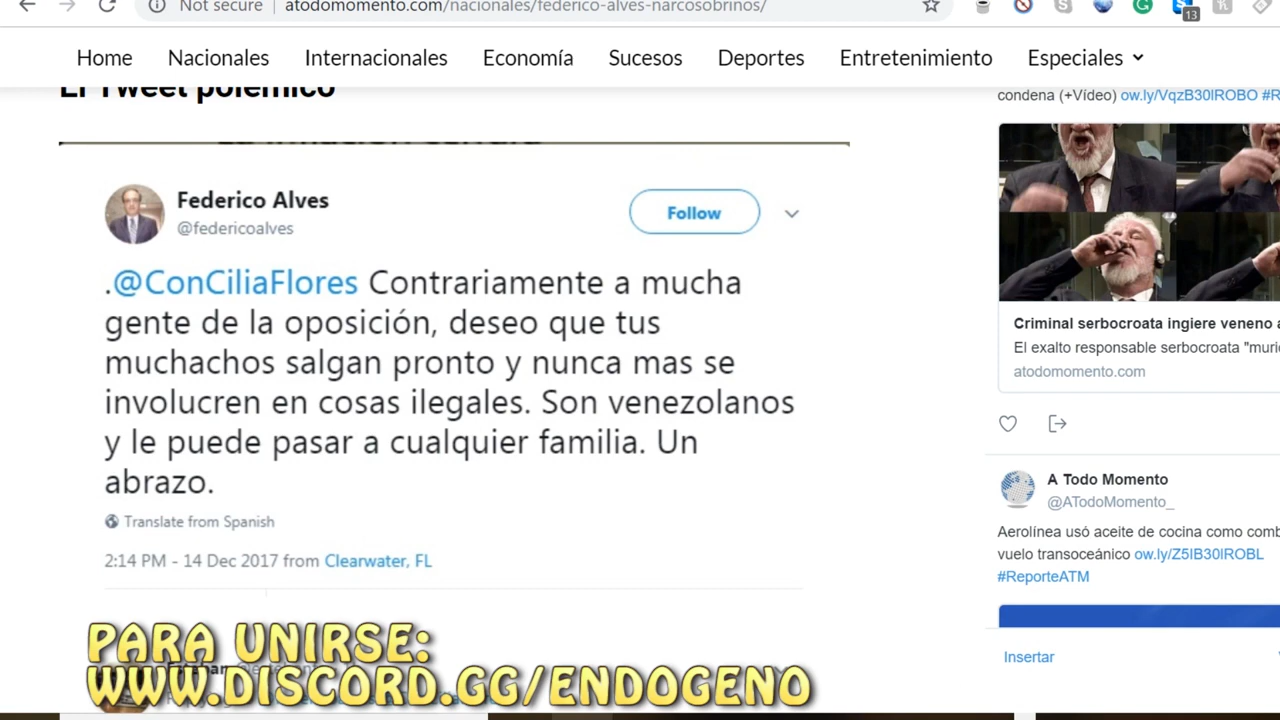 Not secure
atodomomento.com/nacionales/federico-alves-narcosobrinos/
13
Home Nacionales Internacionales Economía Sucesos Deportes Entretenimiento Especiales
El Tweet polémico
Federico Alves
@federicoalves
Follow
.@ConCiliaFlores Contrariamente a mucha
gente de la oposición, deseo que tus
muchachos salgan pronto y nunca mas se
involucren en cosas ilegales. Son venezolanos
y le puede pasar a cualquier familia. Un
abrazo.
Translate from Spanish
2:14 PM - 14 Dec 2017 from Clearwater, FL
PARA UNIRSE:
WWW.DISCORD.GG/ENDOGENO
condena (+Vídeo) ow.ly/VqzB30lROBO #R
Criminal serbocroata ingiere veneno a
El exalto responsable serbocroata "muri
atodomomento.com
A Todo Momento
@ATodoMomento_
Aerolínea usó aceite de cocina como comb
vuelo transoceánico ow.ly/Z5IB30lROBL
#ReporteATM
Insertar